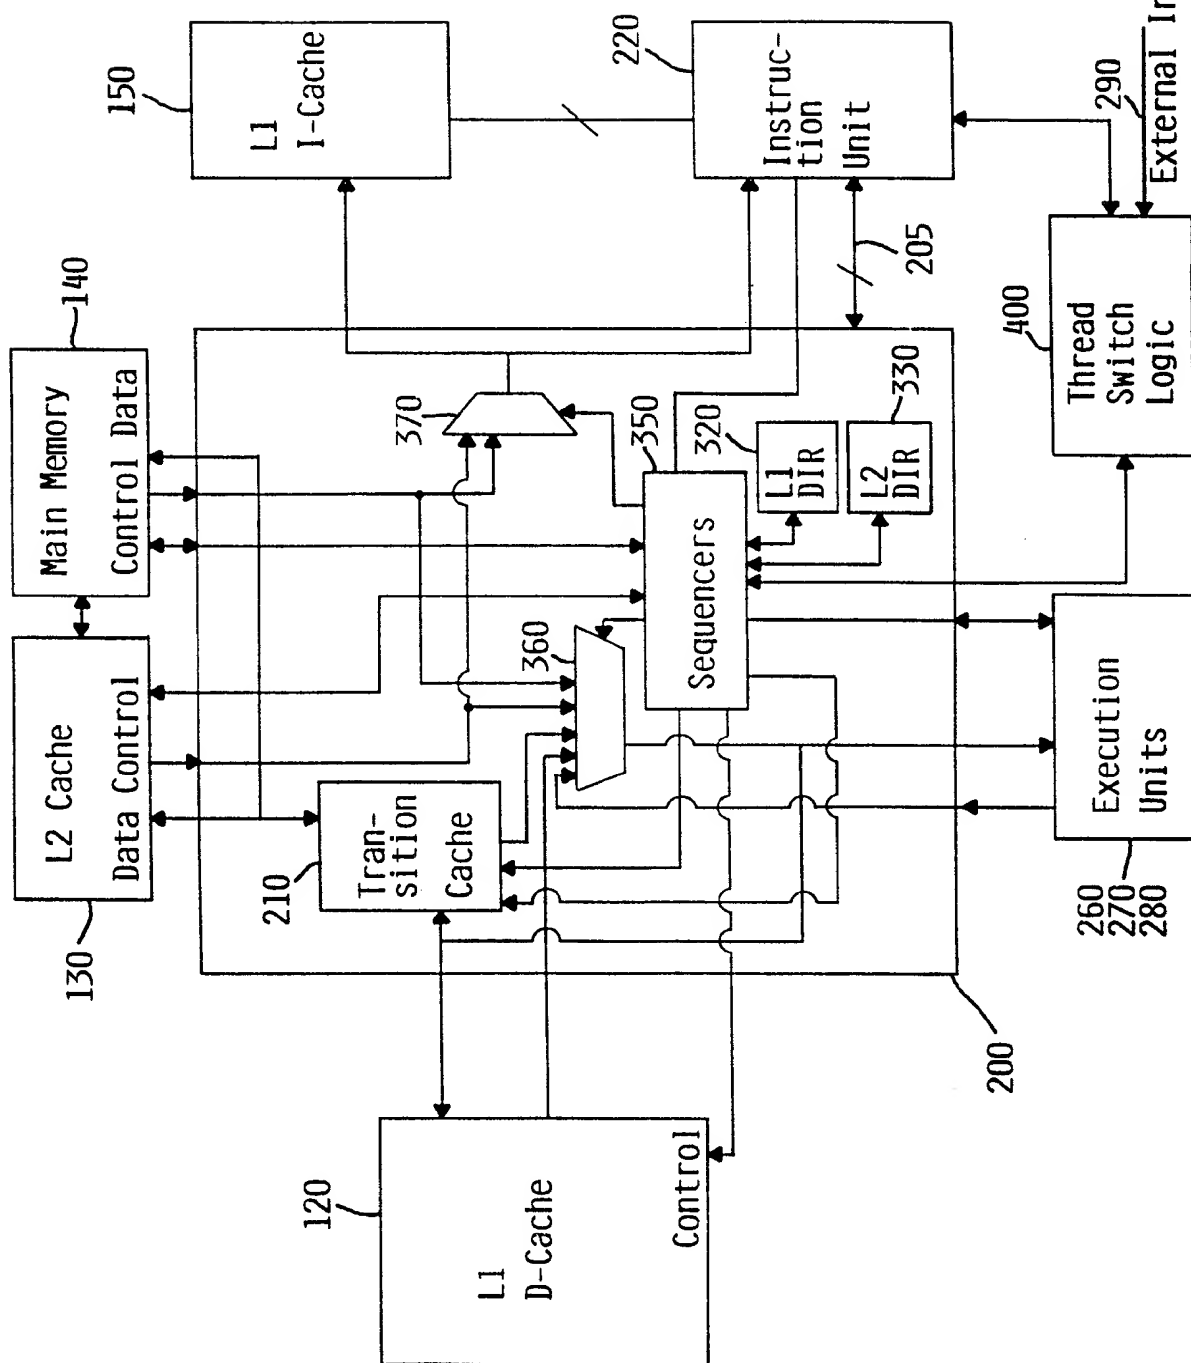 120
L1
D-Cache
Control
200
130
L2 Cache
Data Control
140
Main Memory
Control Data
210
Tran-
sition
Cache
360
370
350
Sequencers
320
L1
DIR
330
L2
DIR
260
270
280
Execution
Units
205
150
L1
I-Cache
220
Instruc-
tion
Unit
400
Thread
Switch
Logic
290
External